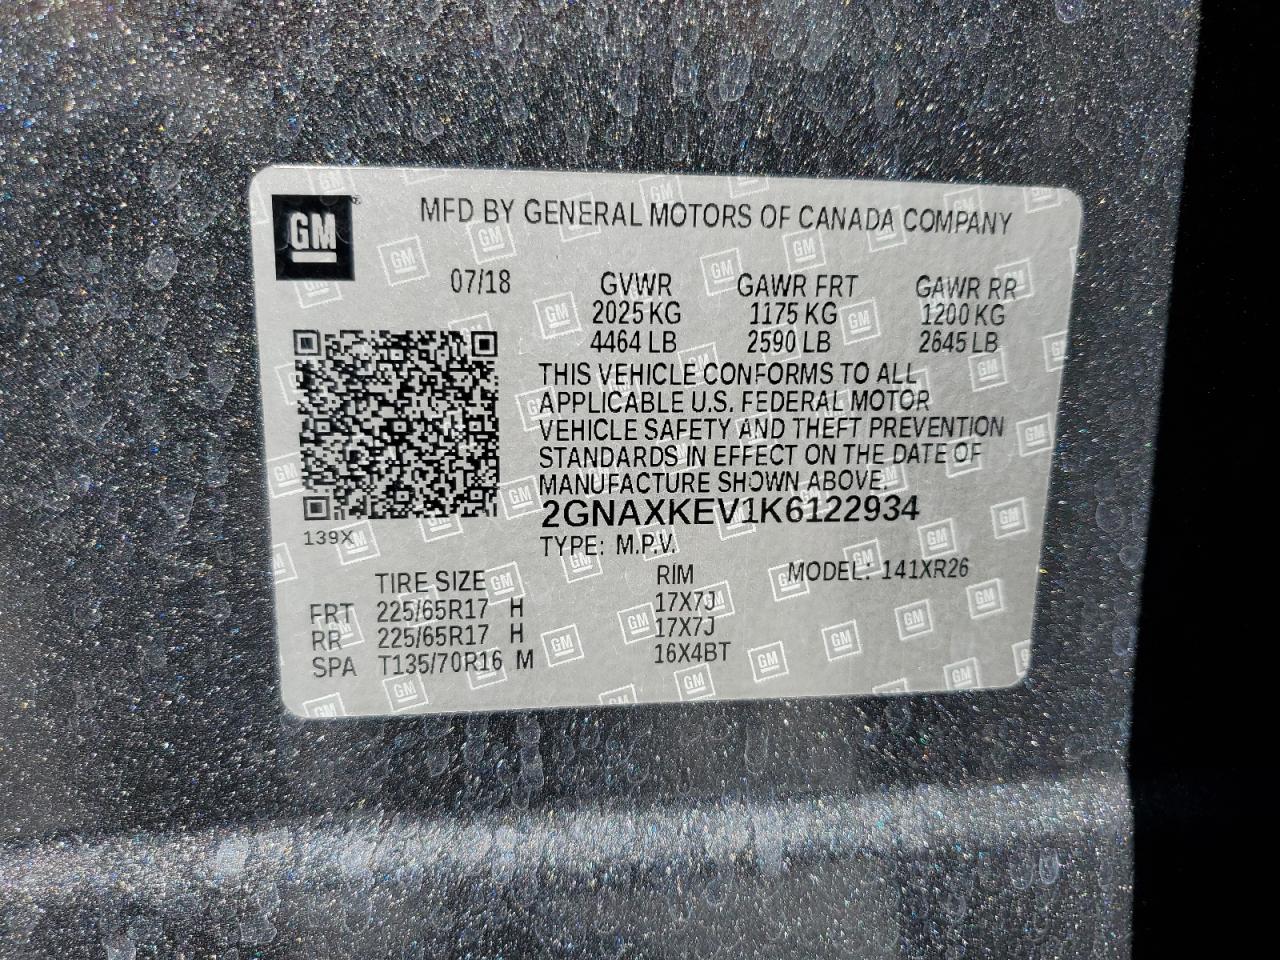 GM
MFD BY GENERAL MOTORS OF CANADA COMPANY
07/18 GVWR GAWR FRT GAWR RR
2025 KG 1175 KG 1200 KG
4464 LB 2590 LB 2645 LB
THIS VEHICLE CONFORMS TO ALL
APPLICABLE U.S. FEDERAL MOTOR
VEHICLE SAFETY AND THEFT PREVENTION
STANDARDS IN EFFECT ON THE DATE OF
MANUFACTURE SHOWN ABOVE.
2GNAXKEV1K6122934
139X TYPE: M.P.V.
TIRE SIZE RIM MODEL: 141XR26
FRT 225/65R17 H 17X7J
RR 225/65R17 H 17X7J
SPA T135/70R16 M 16X4BT